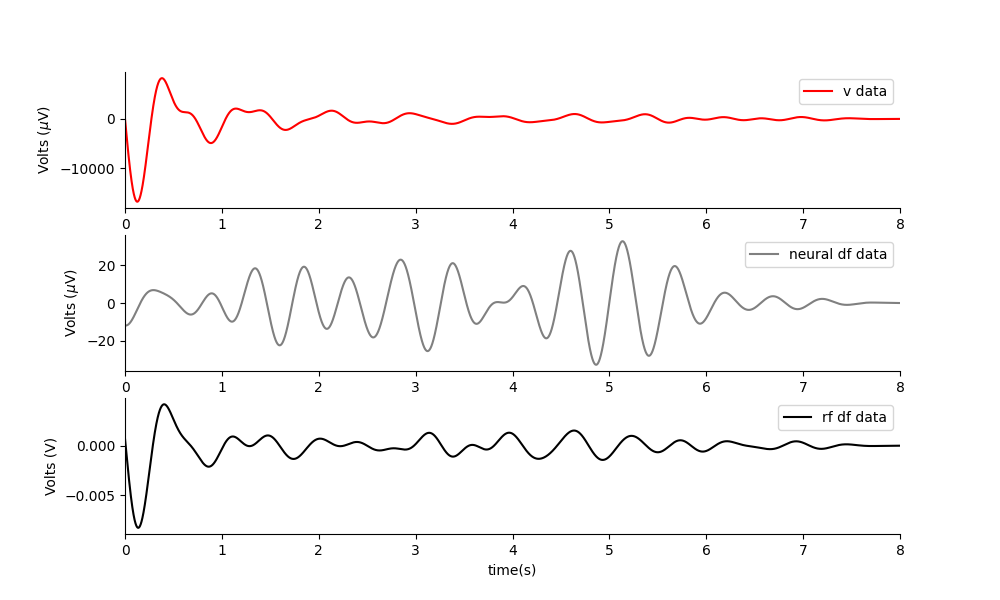 v data
Volts (μV)
0
−10000
0 1 2 3 4 5 6 7 8
neural df data
Volts (μV)
20
0
−20
0 1 2 3 4 5 6 7 8
rf df data
Volts (V)
0.000
−0.005
0 1 2 3 4 5 6 7 8
time(s)